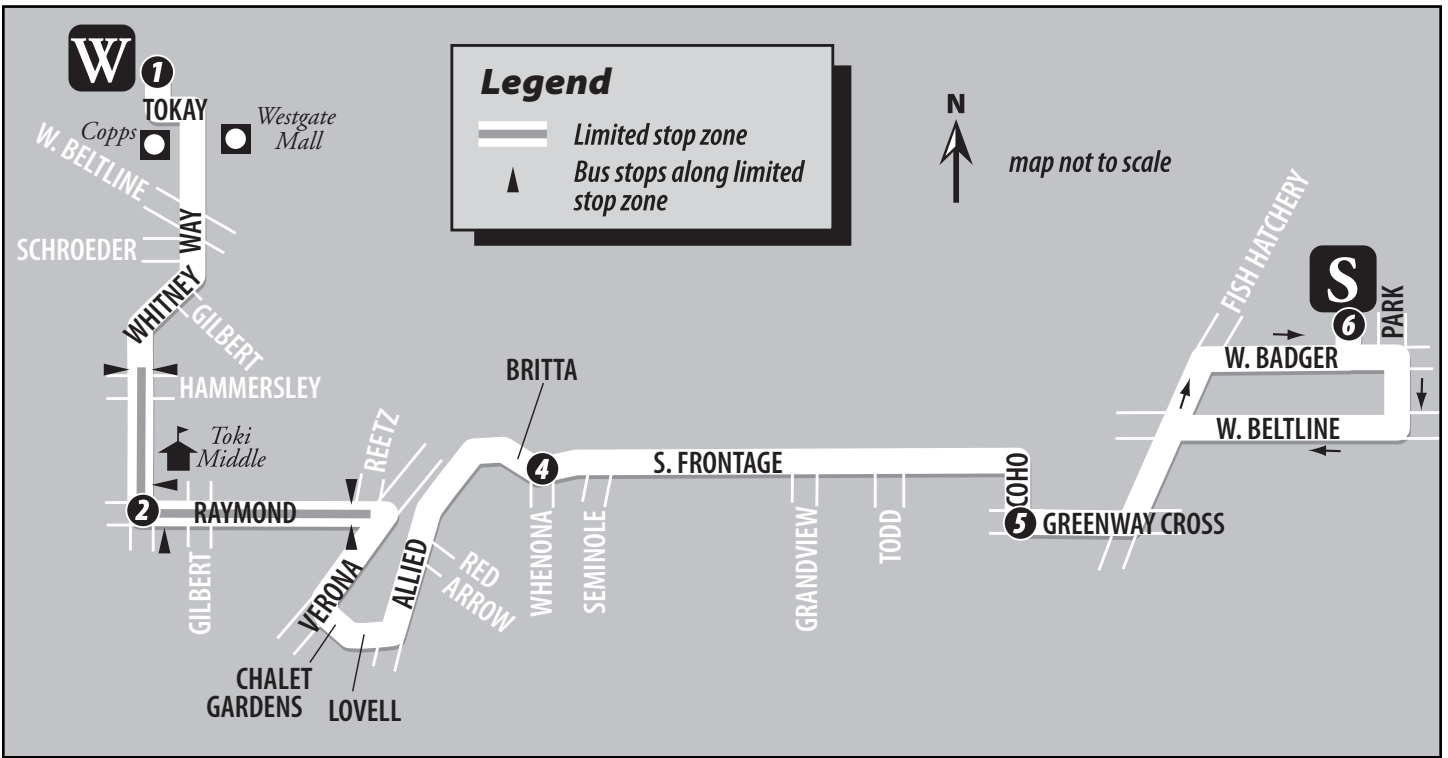 W
1
TOKAY
Copps
Westgate
Mall
W. BELTLINE
WAY
SCHROEDER
WHITNEY
GILBERT
HAMMERSLEY
Toki
Middle
2
RAYMOND
GILBERT
REETZ
VERONA
CHALET
GARDENS
LOVELL
ALLIED
RED
ARROW
BRITTA
4
WHENONA
S. FRONTAGE
SEMINOLE
GRANDVIEW
TODD
COHO
5
GREENWAY CROSS
FISH HATCHERY
S
6
PARK
W. BADGER
W. BELTLINE
Legend
Limited stop zone
Bus stops along limited
stop zone
N
map not to scale